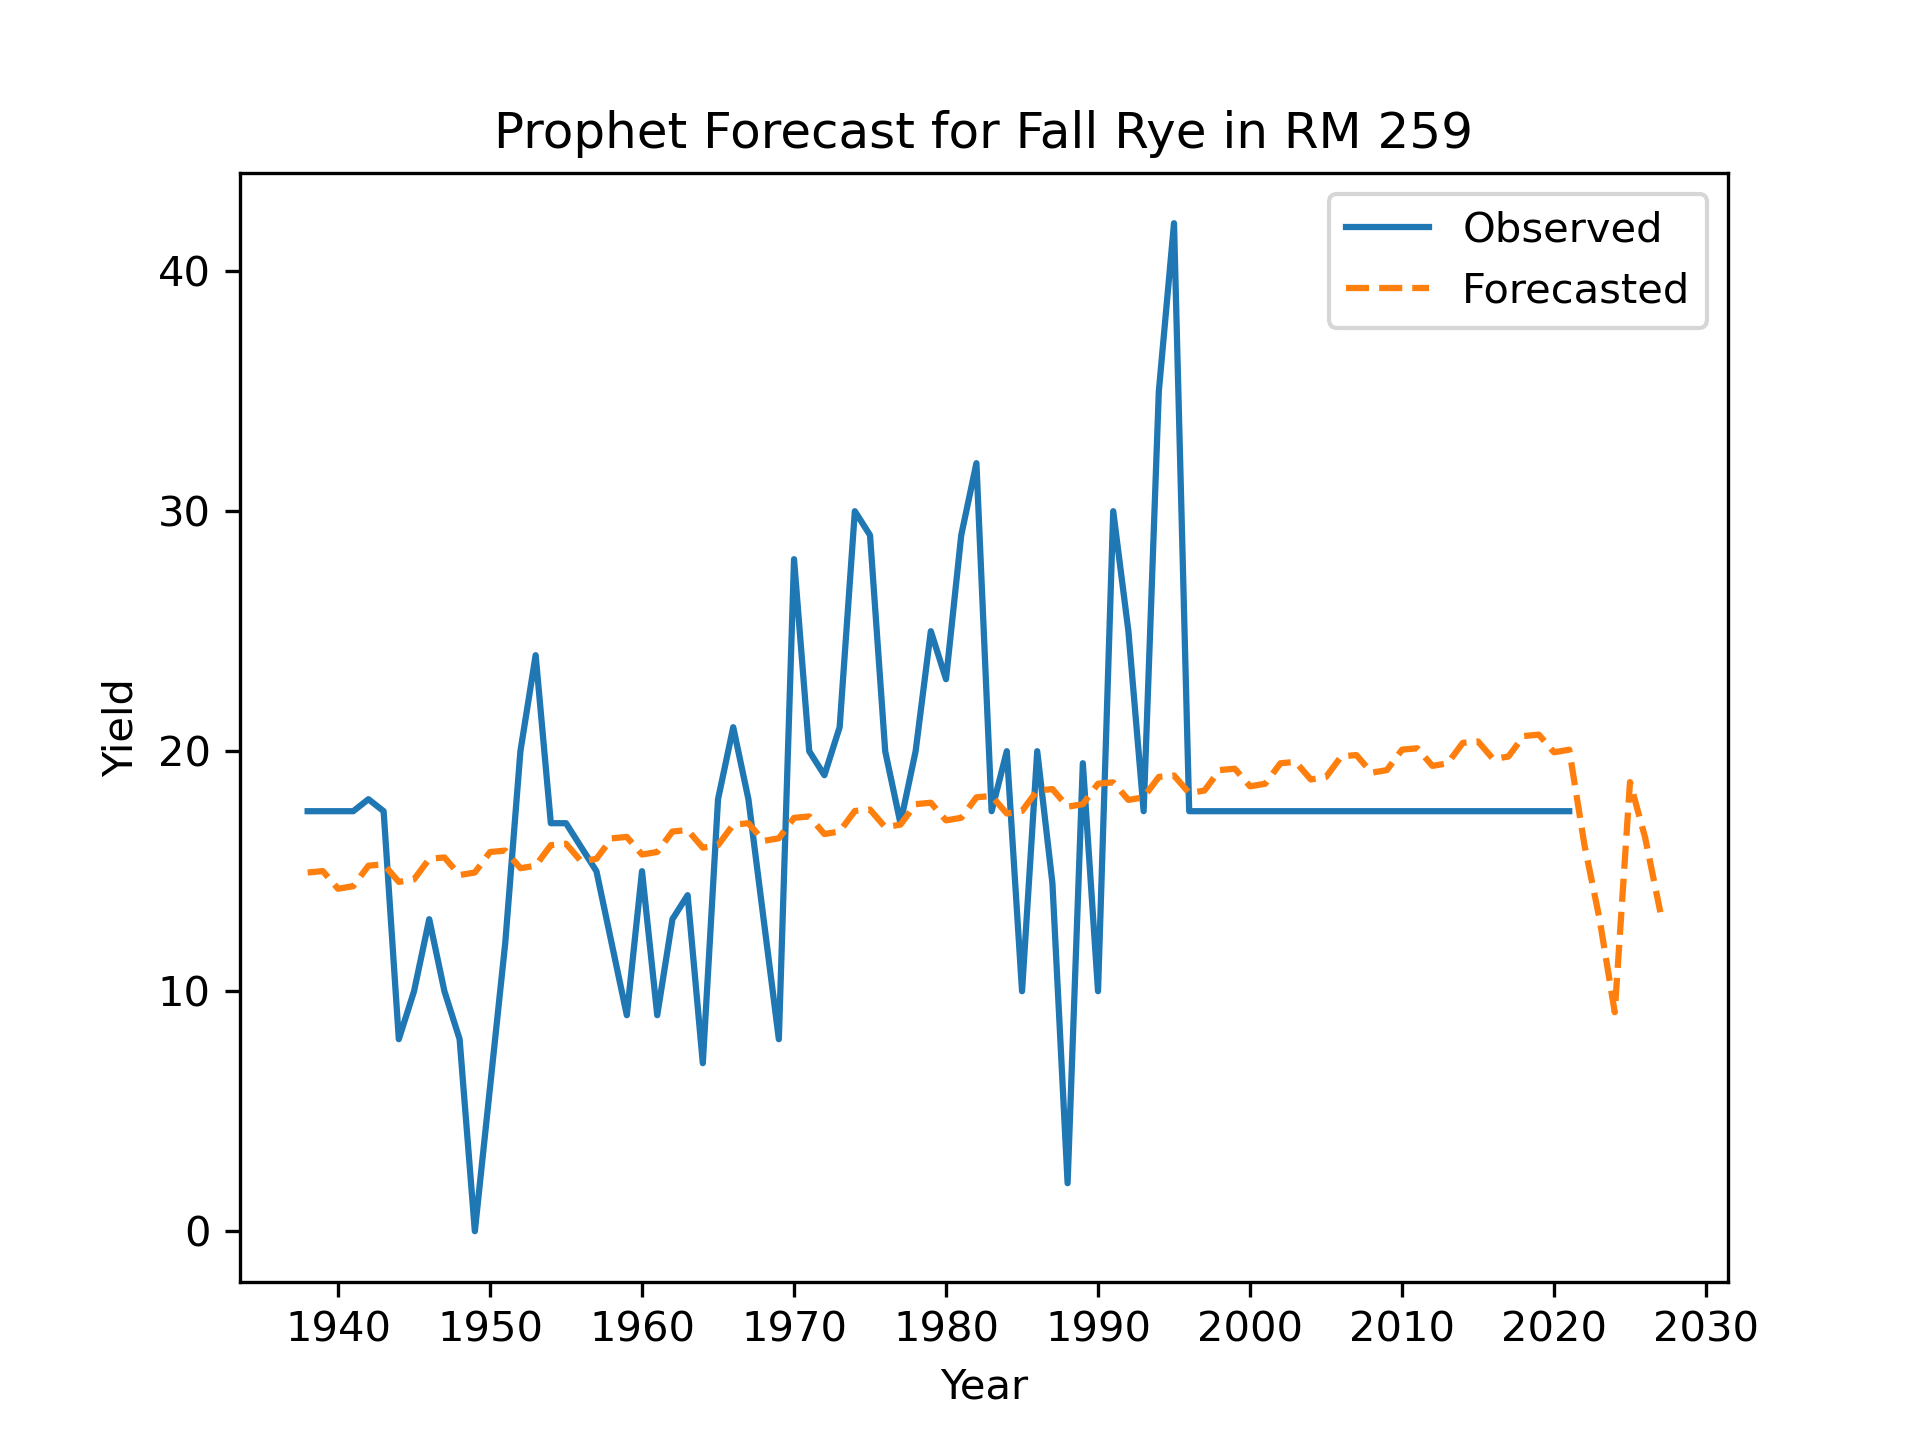 Prophet Forecast for Fall Rye in RM 259
Observed
Forecasted
40
30
20
10
0
Yield
1940 1950 1960 1970 1980 1990 2000 2010 2020 2030
Year